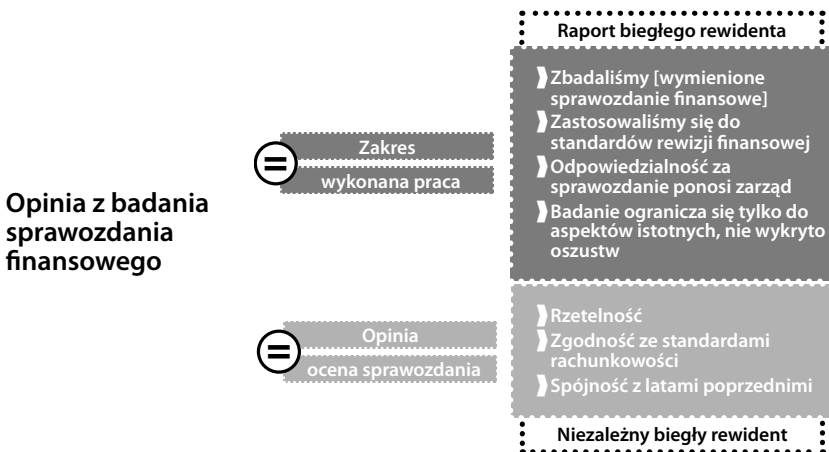 Opinia z badania
sprawozdania
finansowego
=
Zakres
wykonana praca
=
Opinia
ocena sprawozdania
Raport biegłego rewidenta
Zbadaliśmy [wymienione
sprawozdanie finansowe]
Zastosowaliśmy się do
standardów rewizji finansowej
Odpowiedzialność za
sprawozdanie ponosi zarząd
Badanie ogranicza się tylko do
aspektów istotnych, nie wykryto
oszustw
Rzetelność
Zgodność ze standardami
rachunkowości
Spójność z latami poprzednimi
Niezależny biegły rewident